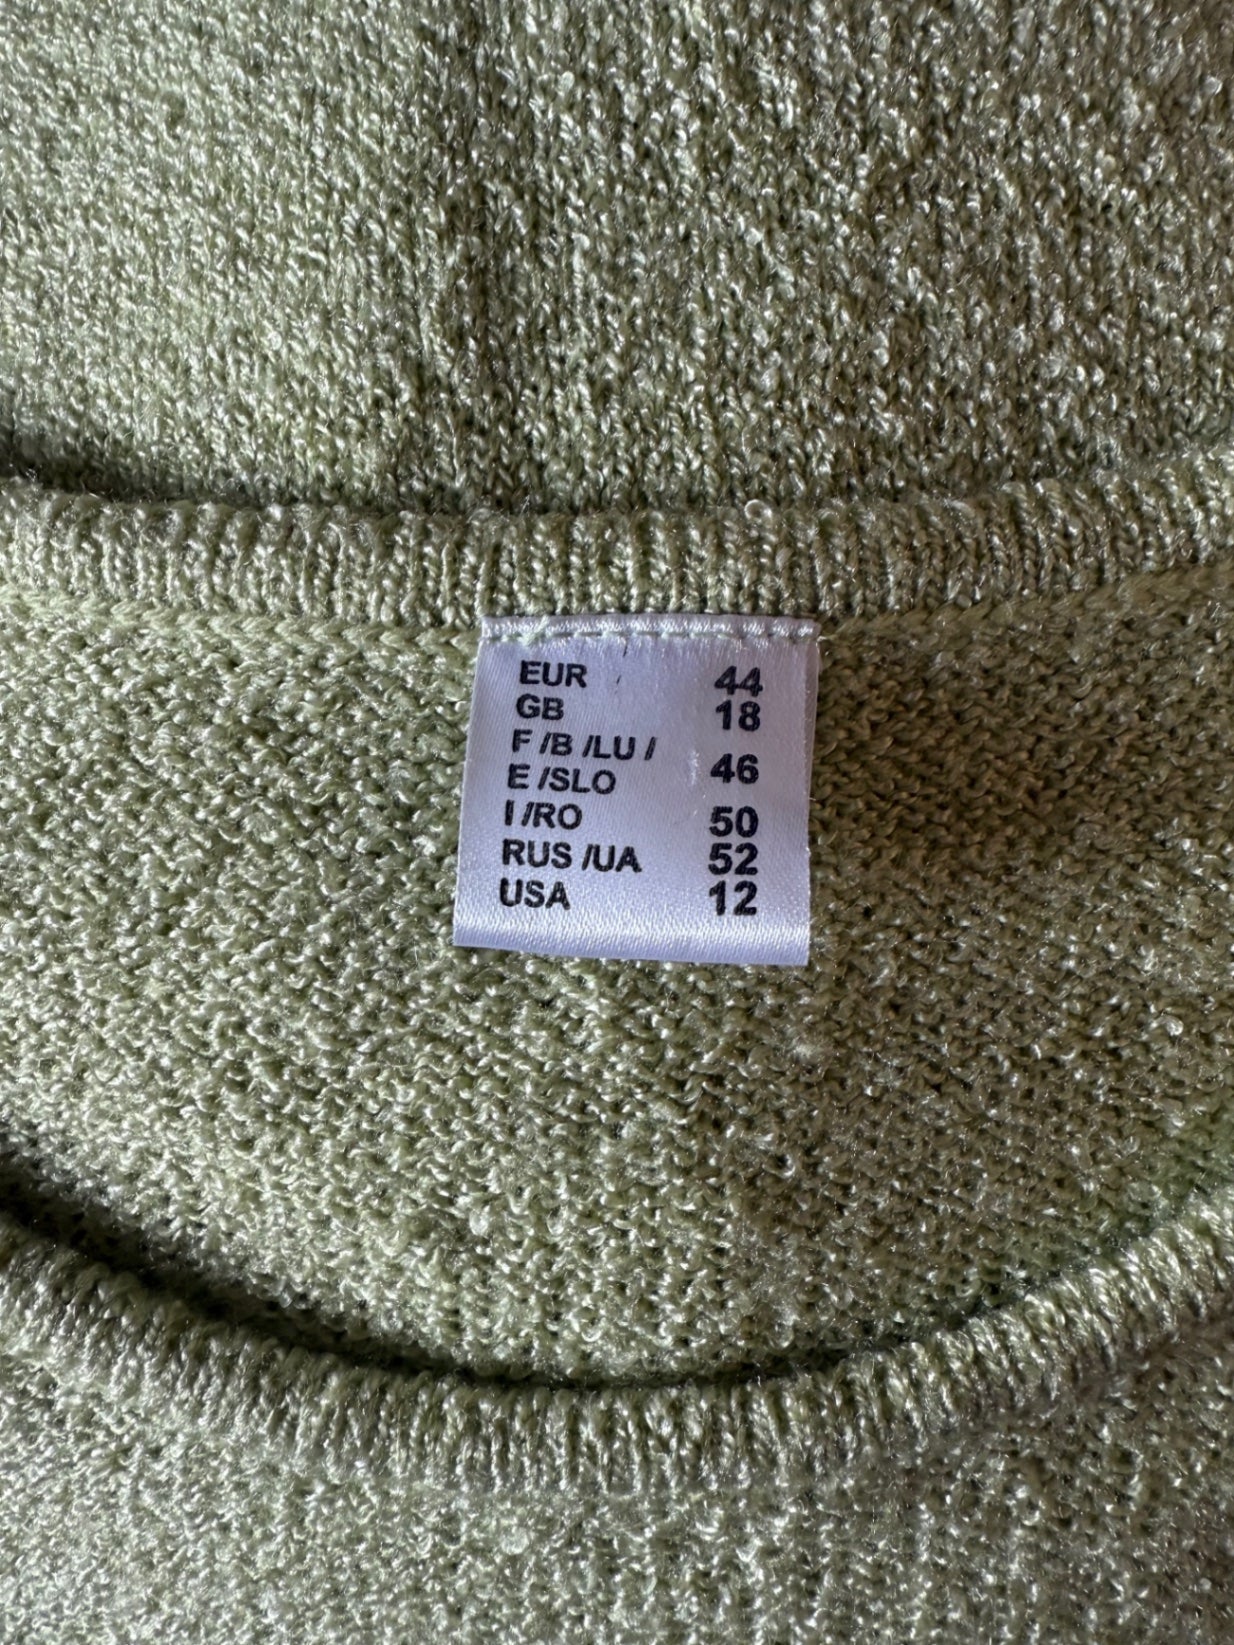 EUR 44
GB 18
F /B /LU /
E /SLO 46
I /RO 50
RUS /UA 52
USA 12